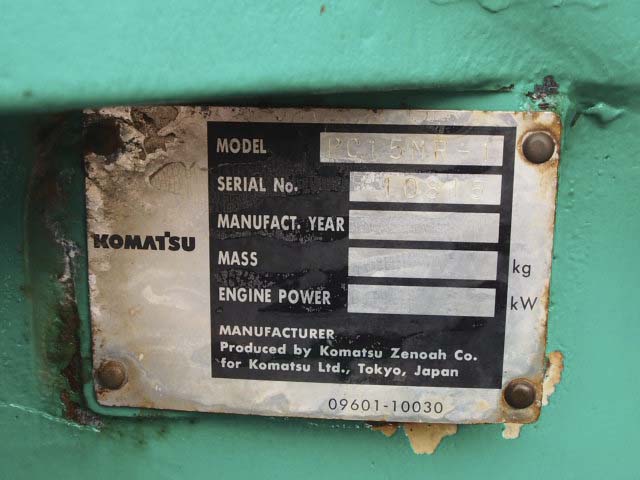 MODEL PC15MR-1
SERIAL No.
MANUFACT. YEAR
KOMATSU
MASS kg
ENGINE POWER kW
MANUFACTURER
Produced by Komatsu Zenoah Co.
for Komatsu Ltd., Tokyo, Japan
09601-10030